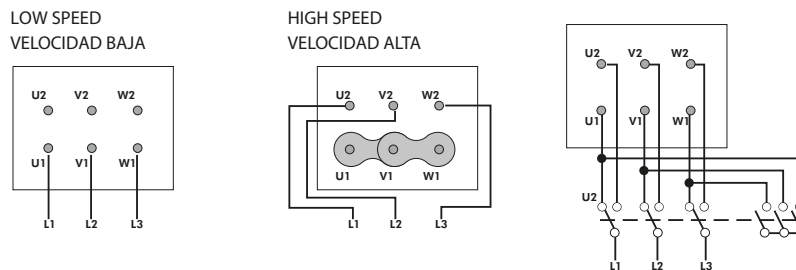 LOW SPEED
VELOCIDAD BAJA
U2 V2 W2
U1 V1 W1
L1 L2 L3
HIGH SPEED
VELOCIDAD ALTA
U2 V2 W2
U1 V1 W1
L1 L2 L3
U2 V2 W2
U1 V1 W1
U2
L1 L2 L3